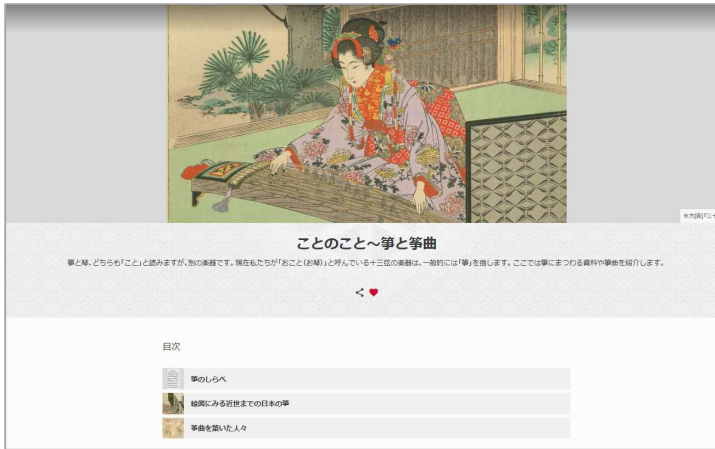 ことのこと～箏と箏曲
箏と琴、どちらも「こと」と読みますが、別の楽器です。現在私たちが「おこと(お琴)」と呼んでいる十三弦の楽器は、一般的には「箏」を指します。ここでは箏にまつわる資料や箏曲を紹介します。
目次
箏のしらべ
絵図にみる近世までの日本の箏
箏曲を築いた人々